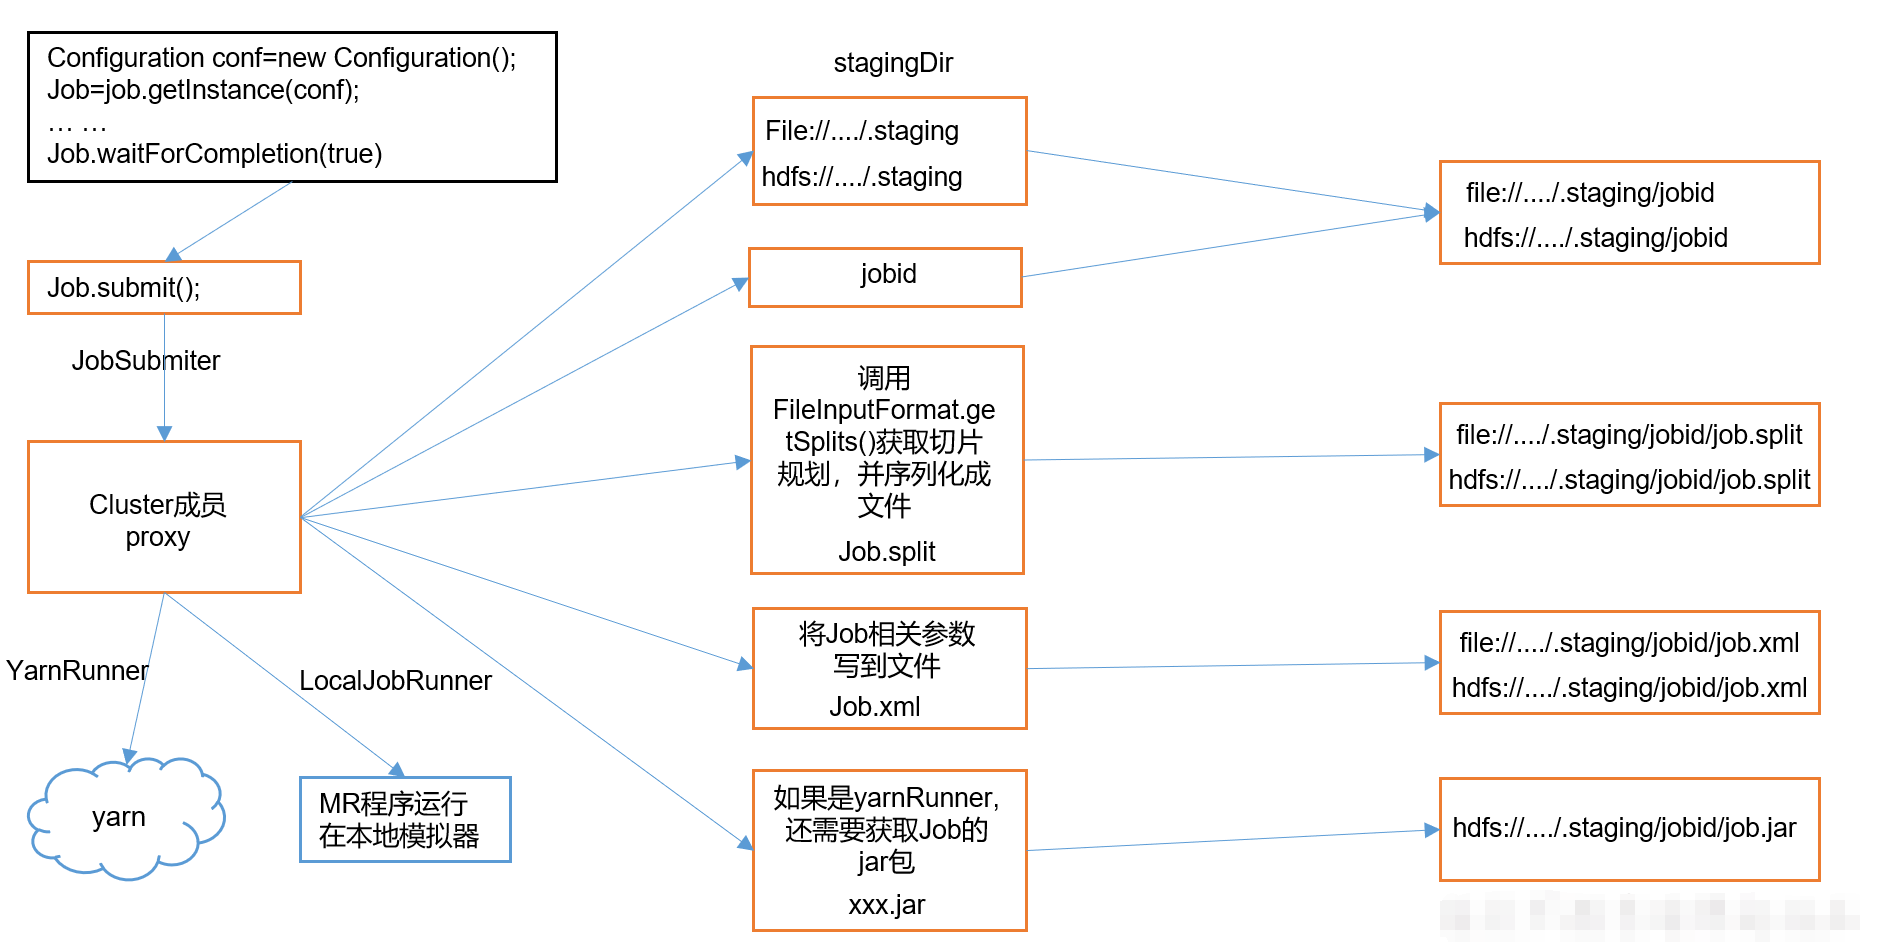 Configuration conf=new Configuration();
Job=job.getInstance(conf);
… …
Job.waitForCompletion(true)
Job.submit();
JobSubmiter
Cluster成员
proxy
YarnRunner
LocalJobRunner
yarn
MR程序运行
在本地模拟器
stagingDir
File://..../.staging
hdfs://..../.staging
jobid
调用
FileInputFormat.ge
tSplits()获取切片
规划，并序列化成
文件
Job.split
将Job相关参数
写到文件
Job.xml
如果是yarnRunner,
还需要获取Job的
jar包
xxx.jar
file://..../.staging/jobid
hdfs://..../.staging/jobid
file://..../.staging/jobid/job.split
hdfs://..../.staging/jobid/job.split
file://..../.staging/jobid/job.xml
hdfs://..../.staging/jobid/job.xml
hdfs://..../.staging/jobid/job.jar